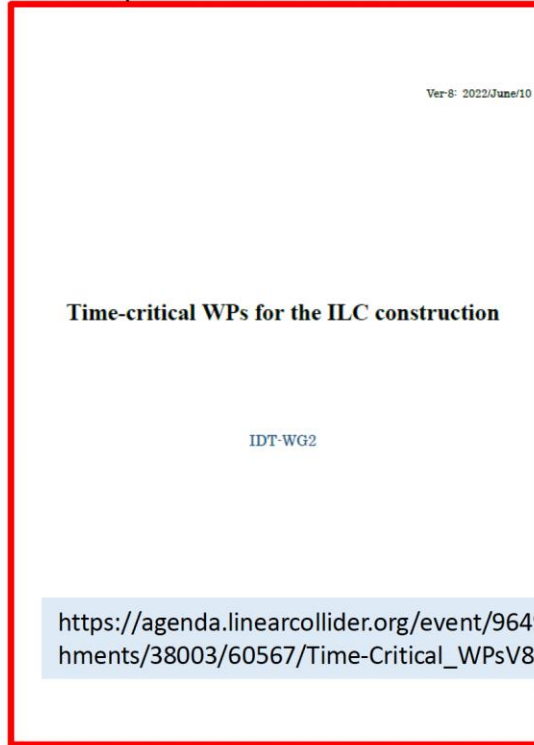 Ver-8: 2022/June/10
Time-critical WPs for the ILC construction
IDT-WG2
https://agenda.linearcollider.org/event/964
hments/38003/60567/Time-Critical_WPsV8